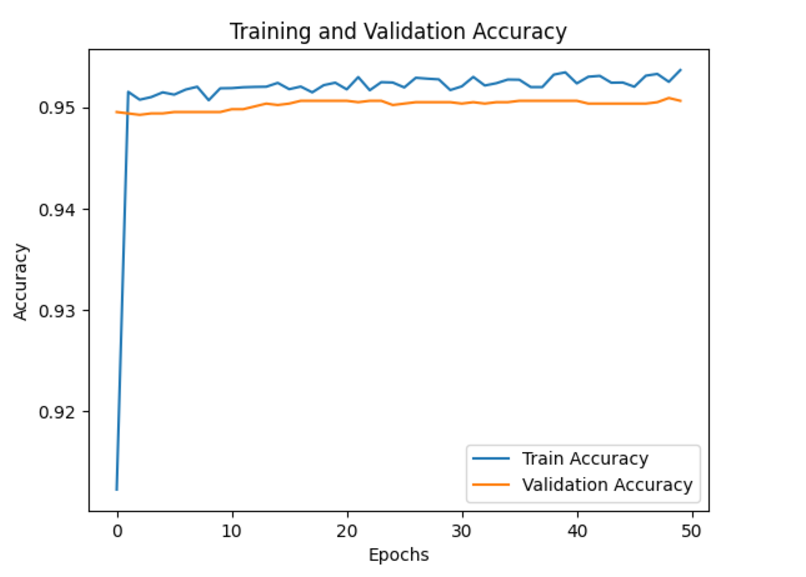 Training and Validation Accuracy
Accuracy
0.95
0.94
0.93
0.92
0
10
20
30
40
50
Epochs
Train Accuracy
Validation Accuracy